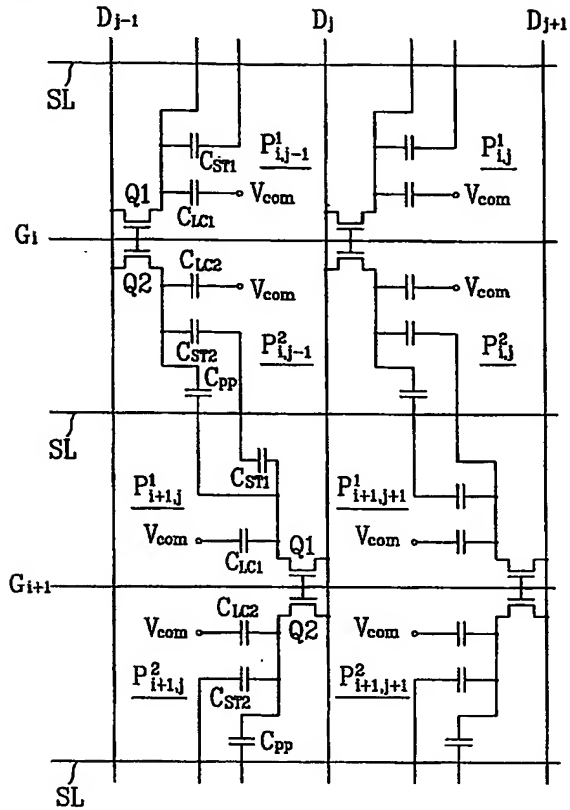 Dj-1 Dj Dj+1
SL
CST1 P¹i,j-1 P¹i,j
Q1 Vcom Vcom
CLC1
Gi
Q2 CLC2 Vcom Vcom
CST2 P²i,j-1 P²i,j
Cpp
SL
CST1
P¹i+1,j P¹i+1,j+1
Vcom Q1 Vcom
CLC1
Gi+1
CLC2
Vcom Q2 Vcom
P²i+1,j P²i+1,j+1
CST2
Cpp
SL